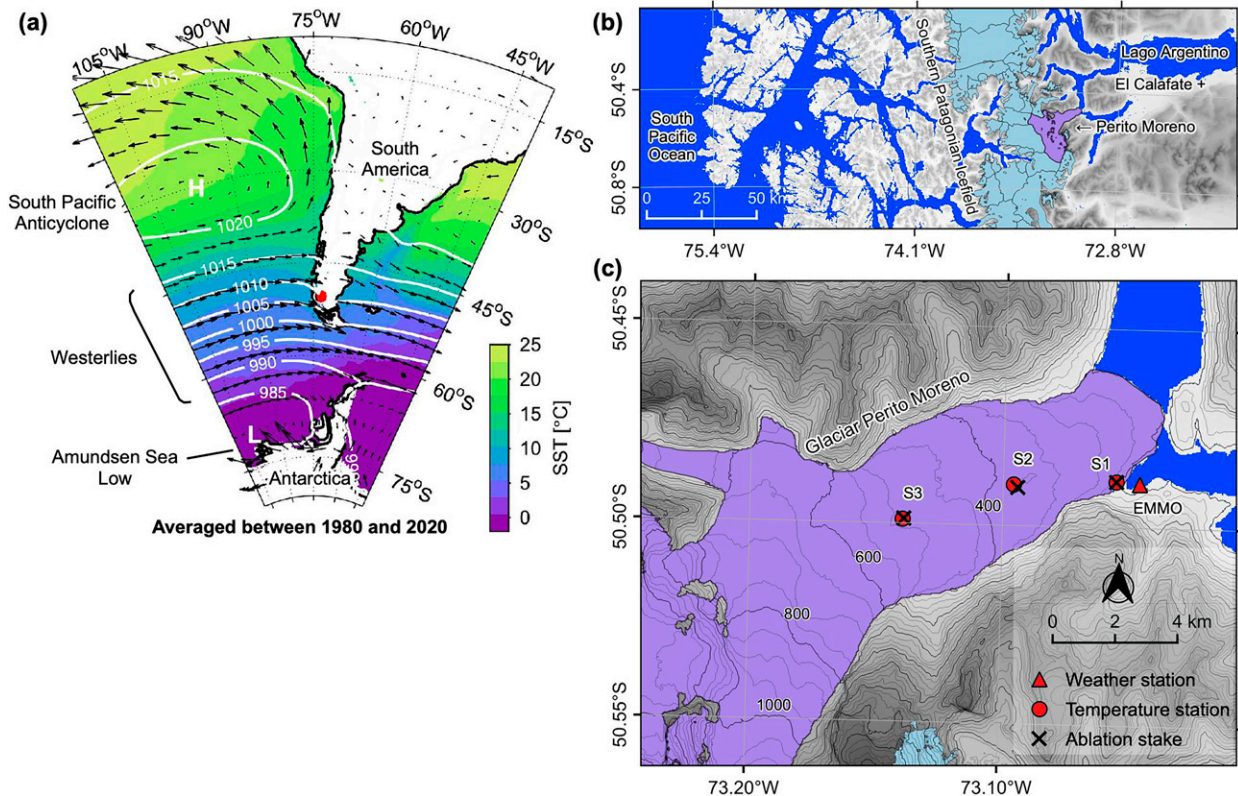 (a)
105°W
90°W
75°W
60°W
45°W
1015
15°S
South
America
H
South Pacific
Anticyclone
1020
30°S
1015
1010
1005
45°S
1000
Westerlies
995
990
985
60°S
25
20
15
10
5
0
SST [°C]
L
Amundsen Sea
Low
Antarctica
985
75°S
Averaged between 1980 and 2020
(b)
50.4°S
50.8°S
South
Pacific
Ocean
Southern Patagonian Icefield
Lago Argentino
El Calafate +
← Perito Moreno
0 25 50 km
75.4°W
74.1°W
72.8°W
(c)
50.45°S
50.50°S
50.55°S
Glaciar Perito Moreno
S3
S2
S1
EMMO
400
600
800
1000
N
0 2 4 km
Weather station
Temperature station
Ablation stake
73.20°W
73.10°W